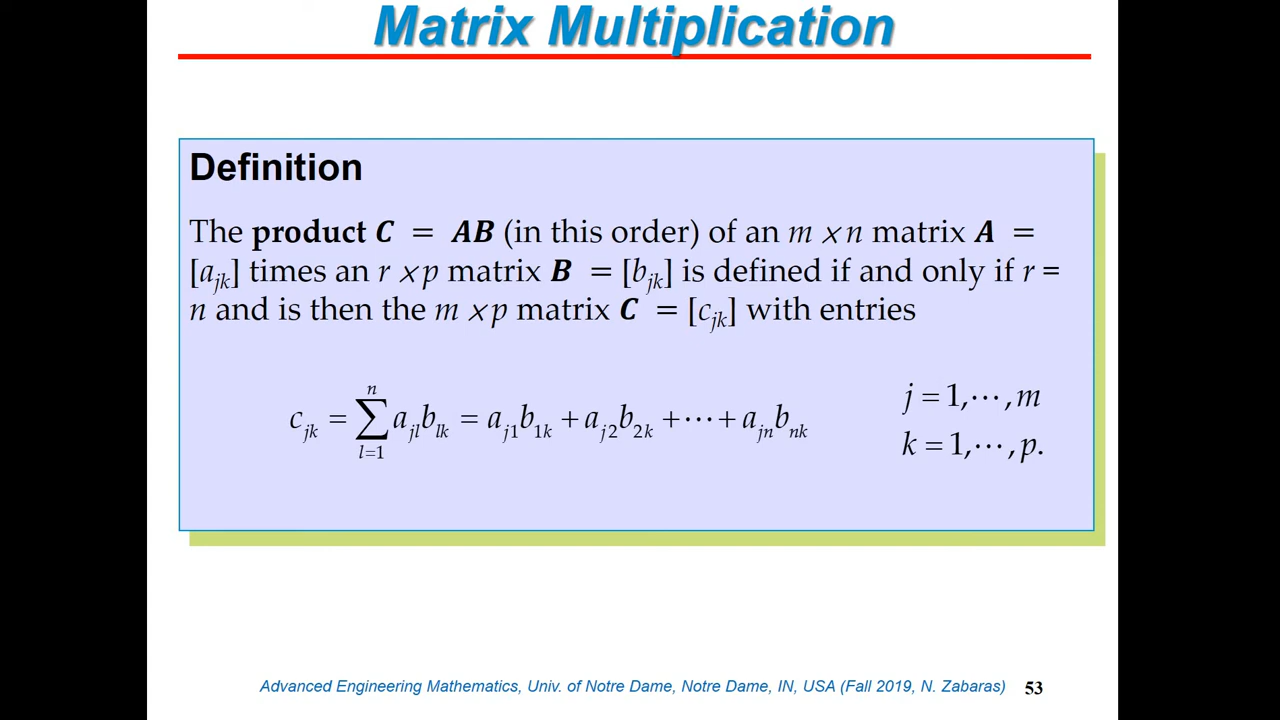 Matrix Multiplication
Definition
The product C = AB (in this order) of an m × n matrix A =
[a_jk] times an r × p matrix B = [b_jk] is defined if and only if r =
n and is then the m × p matrix C = [c_jk] with entries
c_jk = ∑_{l=1}^{n} a_jl b_lk = a_j1 b_1k + a_j2 b_2k + ⋯ + a_jn b_nk
j = 1,⋯,m
k = 1,⋯,p.
Advanced Engineering Mathematics, Univ. of Notre Dame, Notre Dame, IN, USA (Fall 2019, N. Zabaras) 53